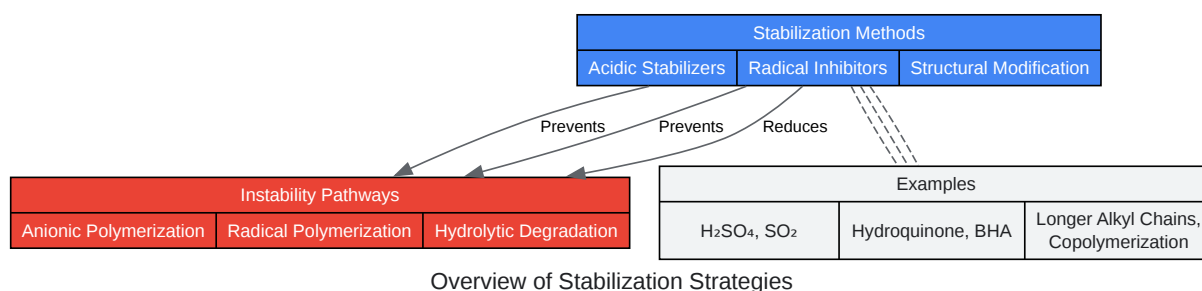 Stabilization Methods
Acidic Stabilizers
Radical Inhibitors
Structural Modification
Prevents
Prevents
Reduces
Instability Pathways
Anionic Polymerization
Radical Polymerization
Hydrolytic Degradation
Examples
H₂SO₄, SO₂
Hydroquinone, BHA
Longer Alkyl Chains,
Copolymerization
Overview of Stabilization Strategies